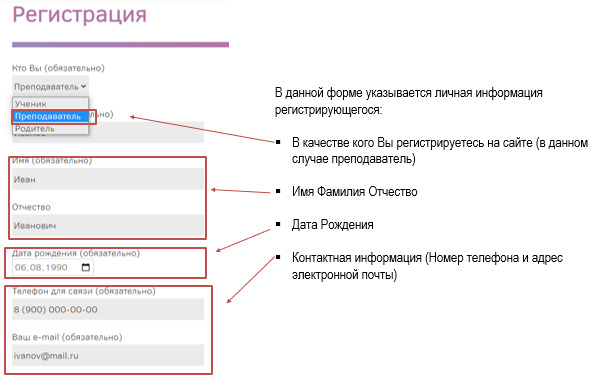 Регистрация
Кто Вы (обязательно)
Преподаватель
Ученик
Преподаватель
Родитель
Имя (обязательно)
Иван
Отчество
Иванович
Дата рождения (обязательно)
06.08.1990
Телефон для связи (обязательно)
8 (900) 000-00-00
Ваш e-mail (обязательно)
ivanov@mail.ru
В данной форме указывается личная информация
регистрирующегося:
В качестве кого Вы регистрируетесь на сайте (в данном
случае преподаватель)
Имя Фамилия Отчество
Дата Рождения
Контактная информация (Номер телефона и адрес
электронной почты)